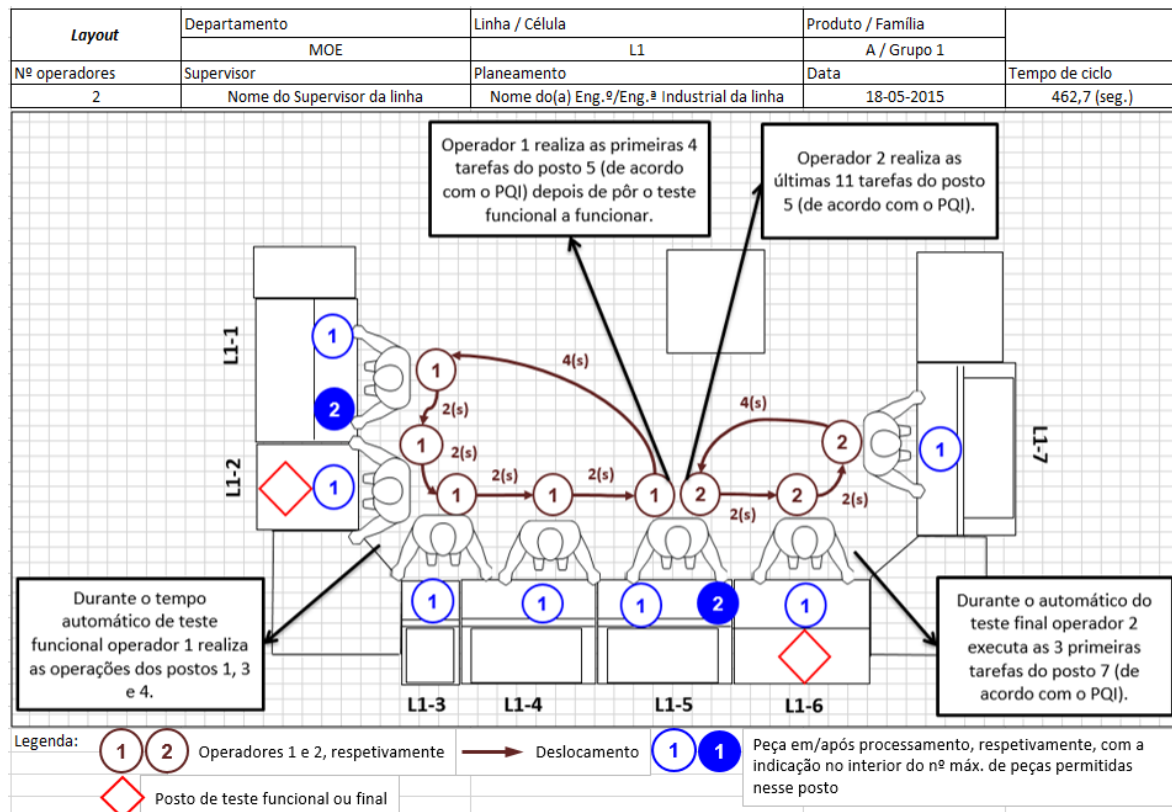 Layout
Departamento
Linha / Célula
Produto / Família
MOE
L1
A / Grupo 1
Nº operadores
Supervisor
Planeamento
Data
Tempo de ciclo
2
Nome do Supervisor da linha
Nome do(a) Eng.º/Eng.ª Industrial da linha
18-05-2015
462,7 (seg.)
Operador 1 realiza as primeiras 4
tarefas do posto 5 (de acordo
com o PQI) depois de pôr o teste
funcional a funcionar.
Operador 2 realiza as
últimas 11 tarefas do posto
5 (de acordo com o PQI).
L1-1
1
2
1
4(s)
2(s)
1
2(s)
L1-2
1
1
2(s)
1
2(s)
1
2
2(s)
2
2(s)
2
4(s)
1
L1-7
1
1
1
2
1
L1-3
L1-4
L1-5
L1-6
Durante o tempo
automático de teste
funcional operador 1 realiza
as operações dos postos 1, 3
e 4.
Durante o automático do
teste final operador 2
executa as 3 primeiras
tarefas do posto 7 (de
acordo com o PQI).
Legenda:
1
2
Operadores 1 e 2, respetivamente
Deslocamento
1
1
Peça em/após processamento, respetivamente, com a
indicação no interior do nº máx. de peças permitidas
nesse posto
Posto de teste funcional ou final